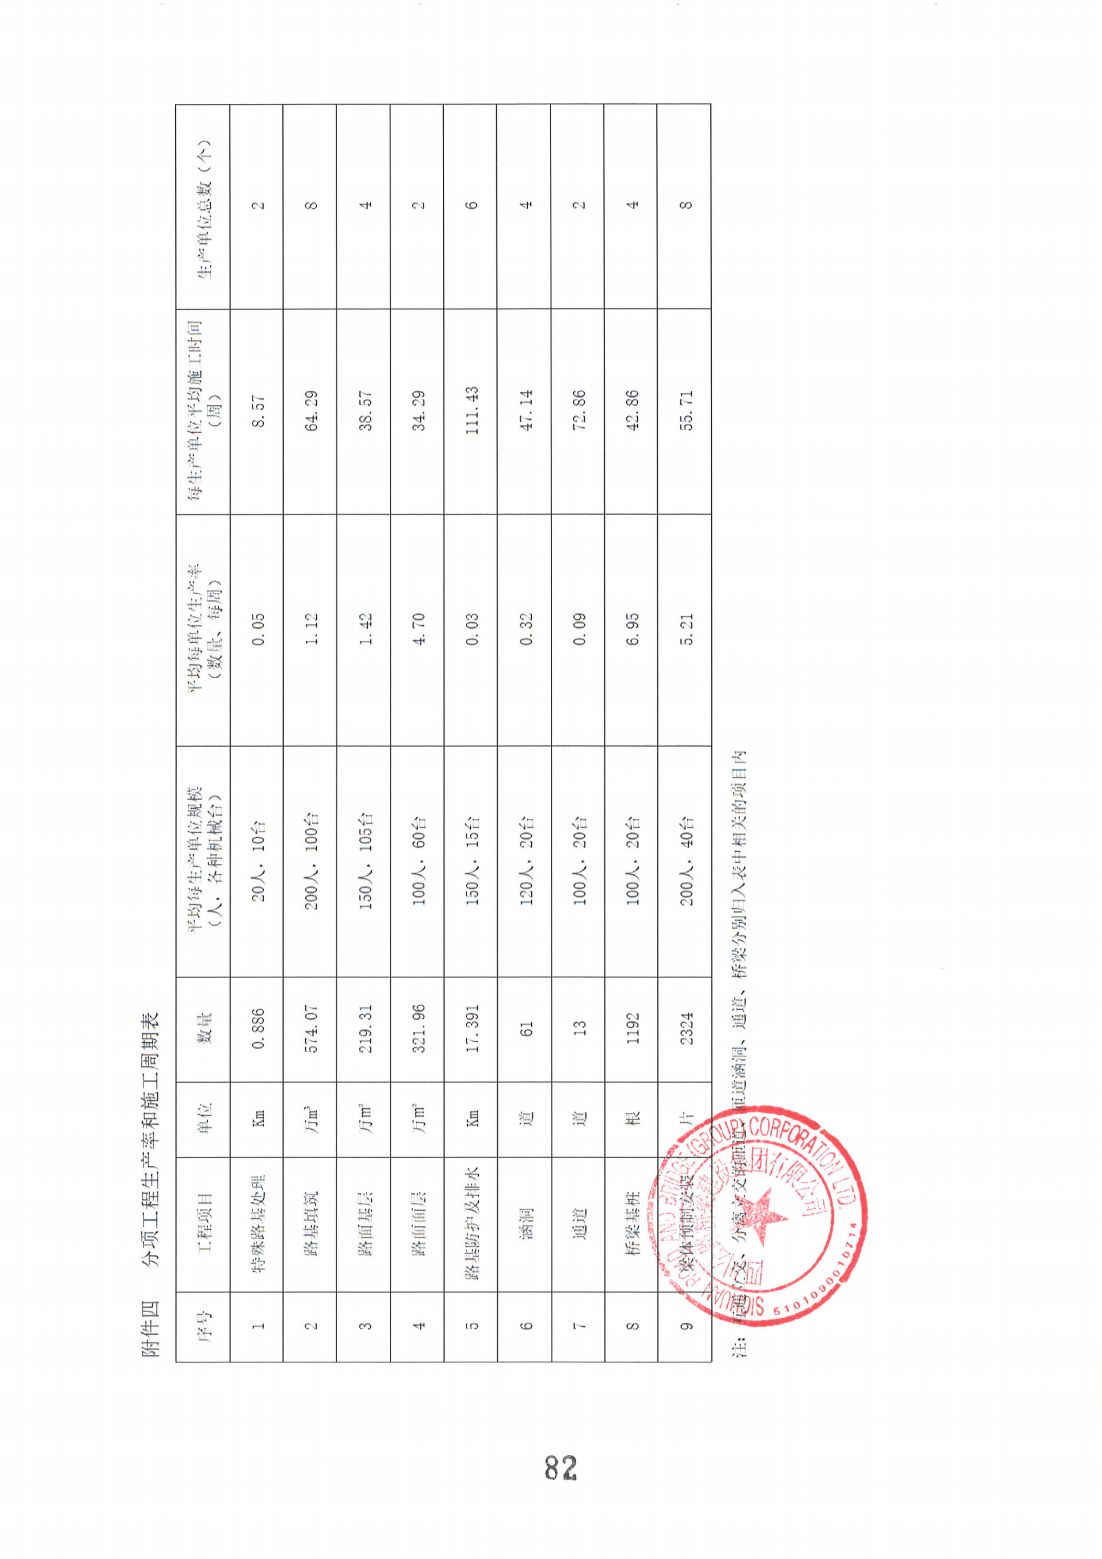 附件四 分项工程生产率和施工周期表
序号 工程项目 单位 数量 平均每生产单位规模（人，各种机械台） 平均每单位生产率（数量、每周） 每生产单位平均施工时间（周） 生产单位总数（个）
1 特殊路基处理 Km 0.886 20人，10台 0.05 8.57 2
2 路基填筑 万m³ 574.07 200人，100台 1.12 64.29 8
3 路面基层 万m² 219.31 150人，105台 1.42 38.57 4
4 路面面层 万m² 321.96 100人，60台 4.70 34.29 2
5 路基防护及排水 Km 17.391 150人，15台 0.03 111.43 6
6 涵洞 道 61 120人，20台 0.32 47.14 4
7 通道 道 13 100人，20台 0.09 72.86 2
8 桥梁基桩 根 1192 100人，20台 6.95 42.86 4
9 梁体预制安装 片 2324 200人，40台 5.21 55.71 8
注：互通立交、分离立交的匝道、匝道涵洞、通道、桥梁分别归入表中相关的项目内
SICHUAN ROAD AND BRIDGE (GROUP) CORPORATION LTD.
5101090010714
82